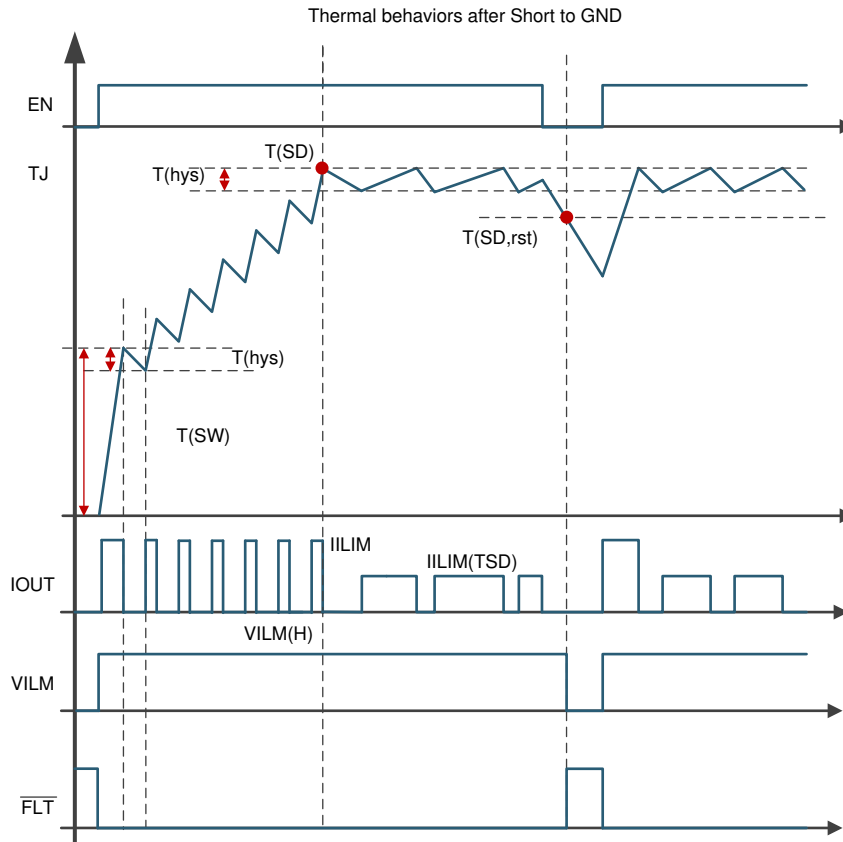 Thermal behaviors after Short to GND
EN
T(SD)
TJ
T(hys)
T(SD,rst)
T(hys)
T(SW)
IILIM
IILIM(TSD)
IOUT
VILM(H)
VILM
FLT